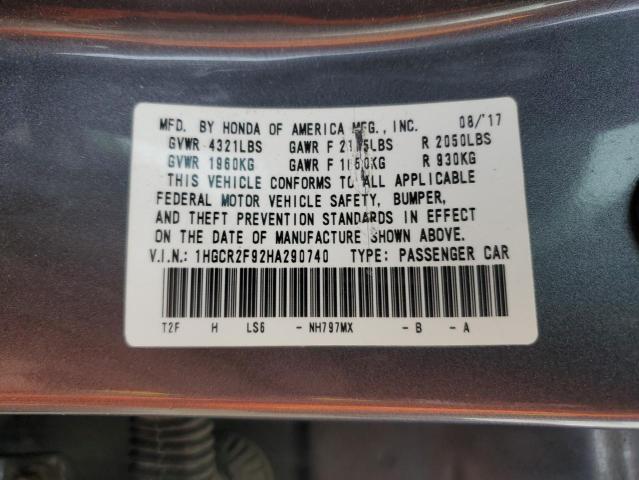 MFD. BY HONDA OF AMERICA MFG., INC. 08/'17
GVWR 4321LBS GAWR F LBS R 2050LBS
GVWR 1960KG GAWR F KG R 930KG
THIS VEHICLE CONFORMS TO ALL APPLICABLE
FEDERAL MOTOR VEHICLE SAFETY, BUMPER,
AND THEFT PREVENTION STANDARDS IN EFFECT
ON THE DATE OF MANUFACTURE SHOWN ABOVE.
V.I.N.: 1HGCR2F92HA290740 TYPE: PASSENGER CAR
T2F H LS6 - NH797MX - B - A